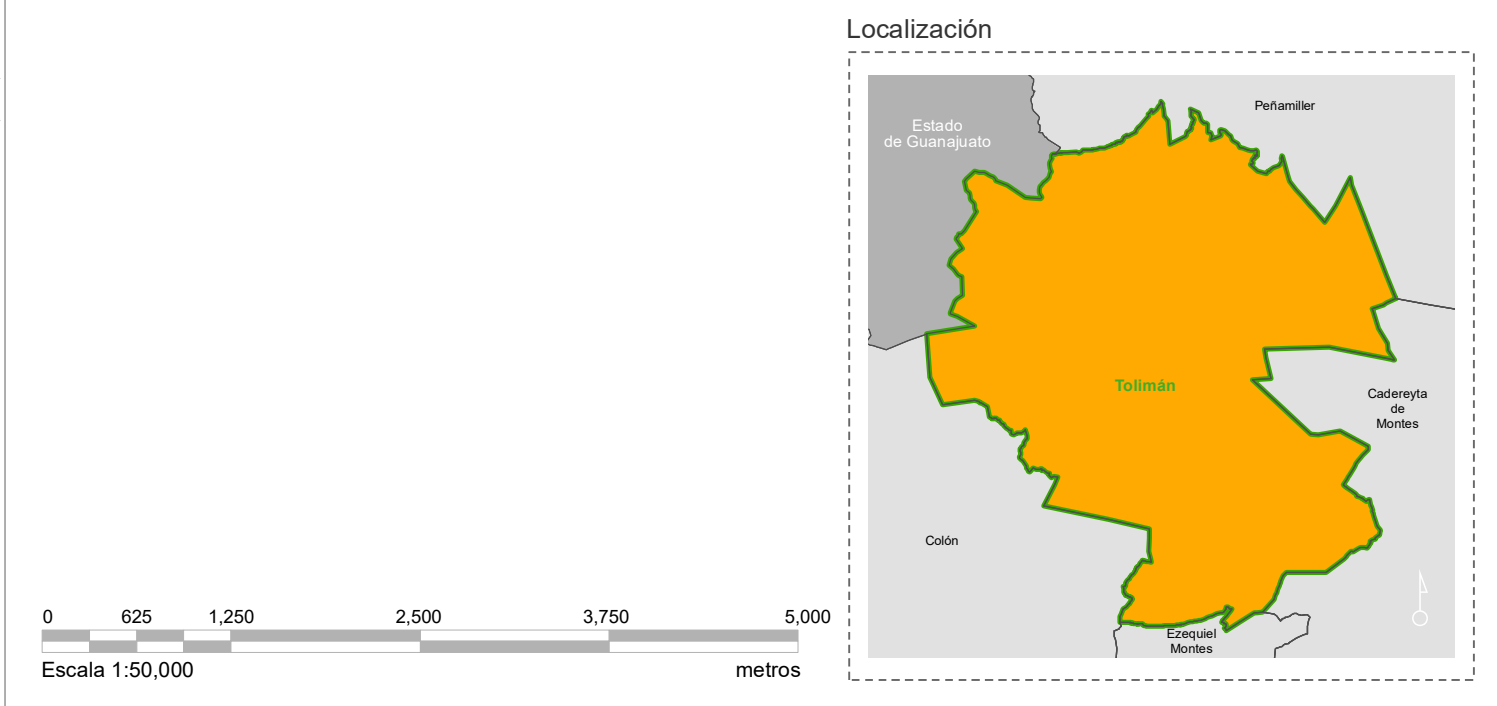 Localización
Peñamiller
Estado
de Guanajuato
Tolimán
Cadereyta
de
Montes
Colón
0 625 1,250 2,500 3,750 5,000
Ezequiel
Montes
Escala 1:50,000 metros